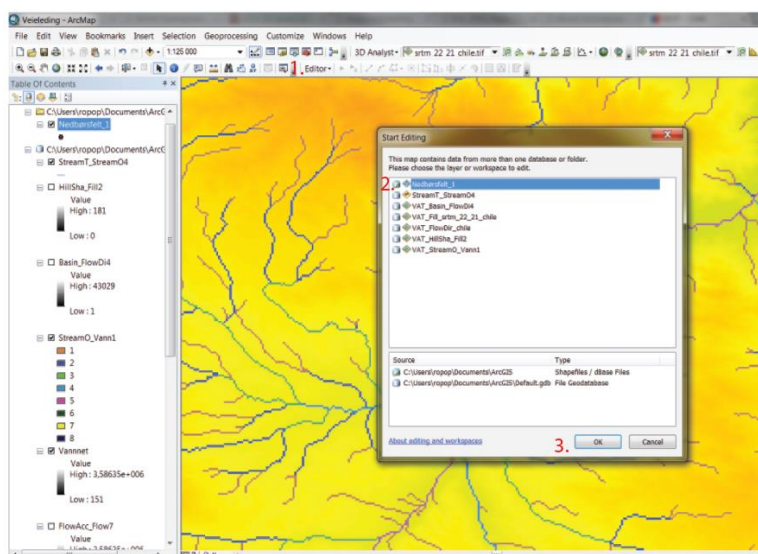 Veieleding - ArcMap
File Edit View Bookmarks Insert Selection Geoprocessing Customize Windows Help
1:125 000
3D Analyst
srtm 22 21 chile.tif
srtm 22 21 chile.tif
1. Editor
Table Of Contents
C:\Users\ropop\Documents\ArcG
Nedbørsfelt_1
C:\Users\ropop\Documents\ArcG
StreamT_StreamO4
HillSha_Fill2
Value
High : 181
Low : 0
Basin_FlowDi4
Value
High : 43029
Low : 1
StreamO_Vann1
1
2
3
4
5
6
7
8
Vannnet
Value
High : 3,58635e+006
Low : 151
FlowAcc_Flow7
Value
Start Editing
This map contains data from more than one database or folder.
Please choose the layer or workspace to edit.
2. Nedbørsfelt_1
StreamT_StreamO4
VAT_Basin_FlowDi4
VAT_Fill_srtm_22_21_chile
VAT_FlowDir_chile
VAT_HillSha_Fill2
VAT_StreamO_Vann1
Source Type
C:\Users\ropop\Documents\ArcGIS Shapefiles / dBase Files
C:\Users\ropop\Documents\ArcGIS\Default.gdb File Geodatabase
About editing and workspaces
3. OK Cancel